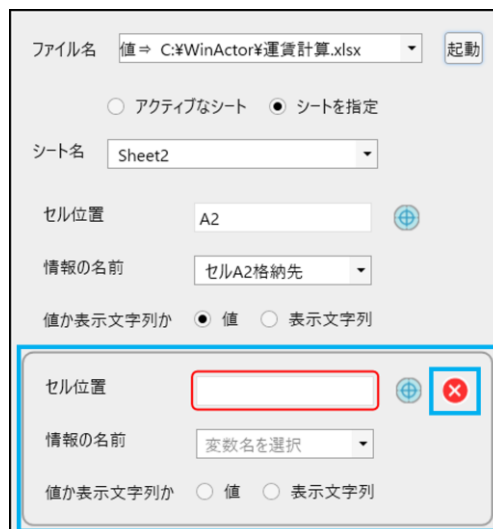 ファイル名 値⇒ C:¥WinActor¥運賃計算.xlsx 起動
アクティブなシート シートを指定
シート名 Sheet2
セル位置 A2
情報の名前 セルA2格納先
値か表示文字列か 値 表示文字列
セル位置
情報の名前 変数名を選択
値か表示文字列か 値 表示文字列